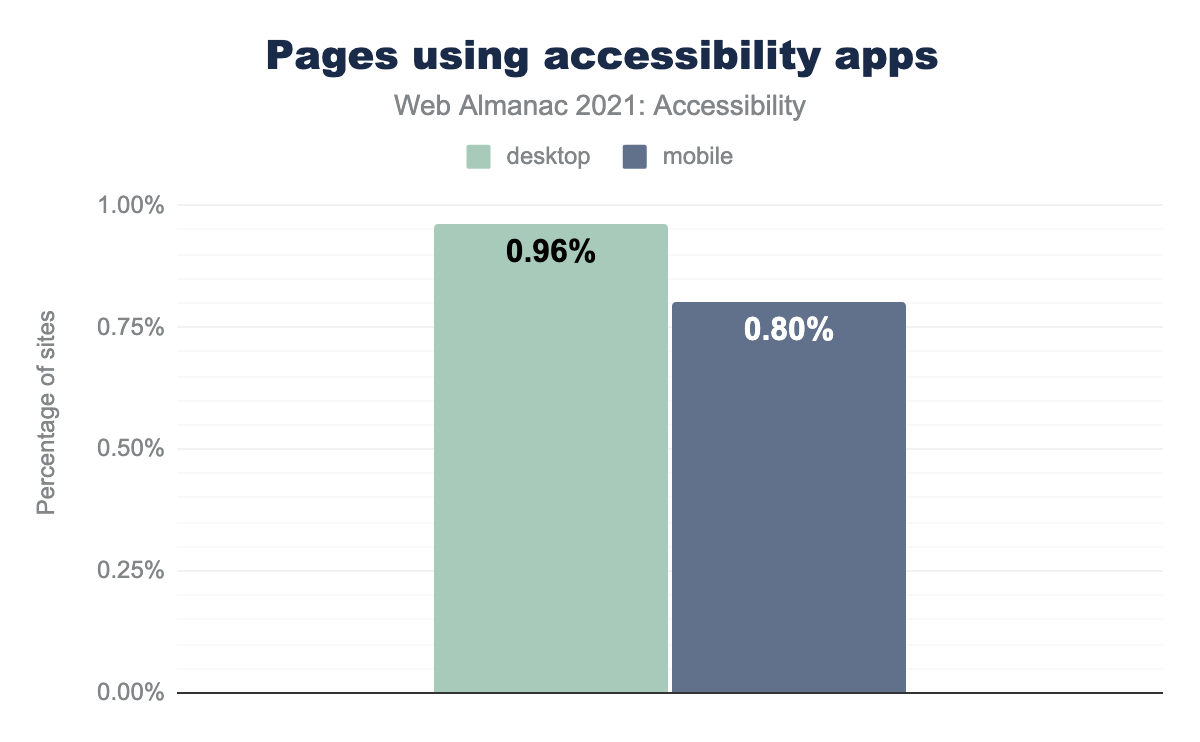 Pages using accessibility apps
Web Almanac 2021: Accessibility
desktop mobile
1.00%
0.75%
0.50%
0.25%
0.00%
Percentage of sites
0.96%
0.80%